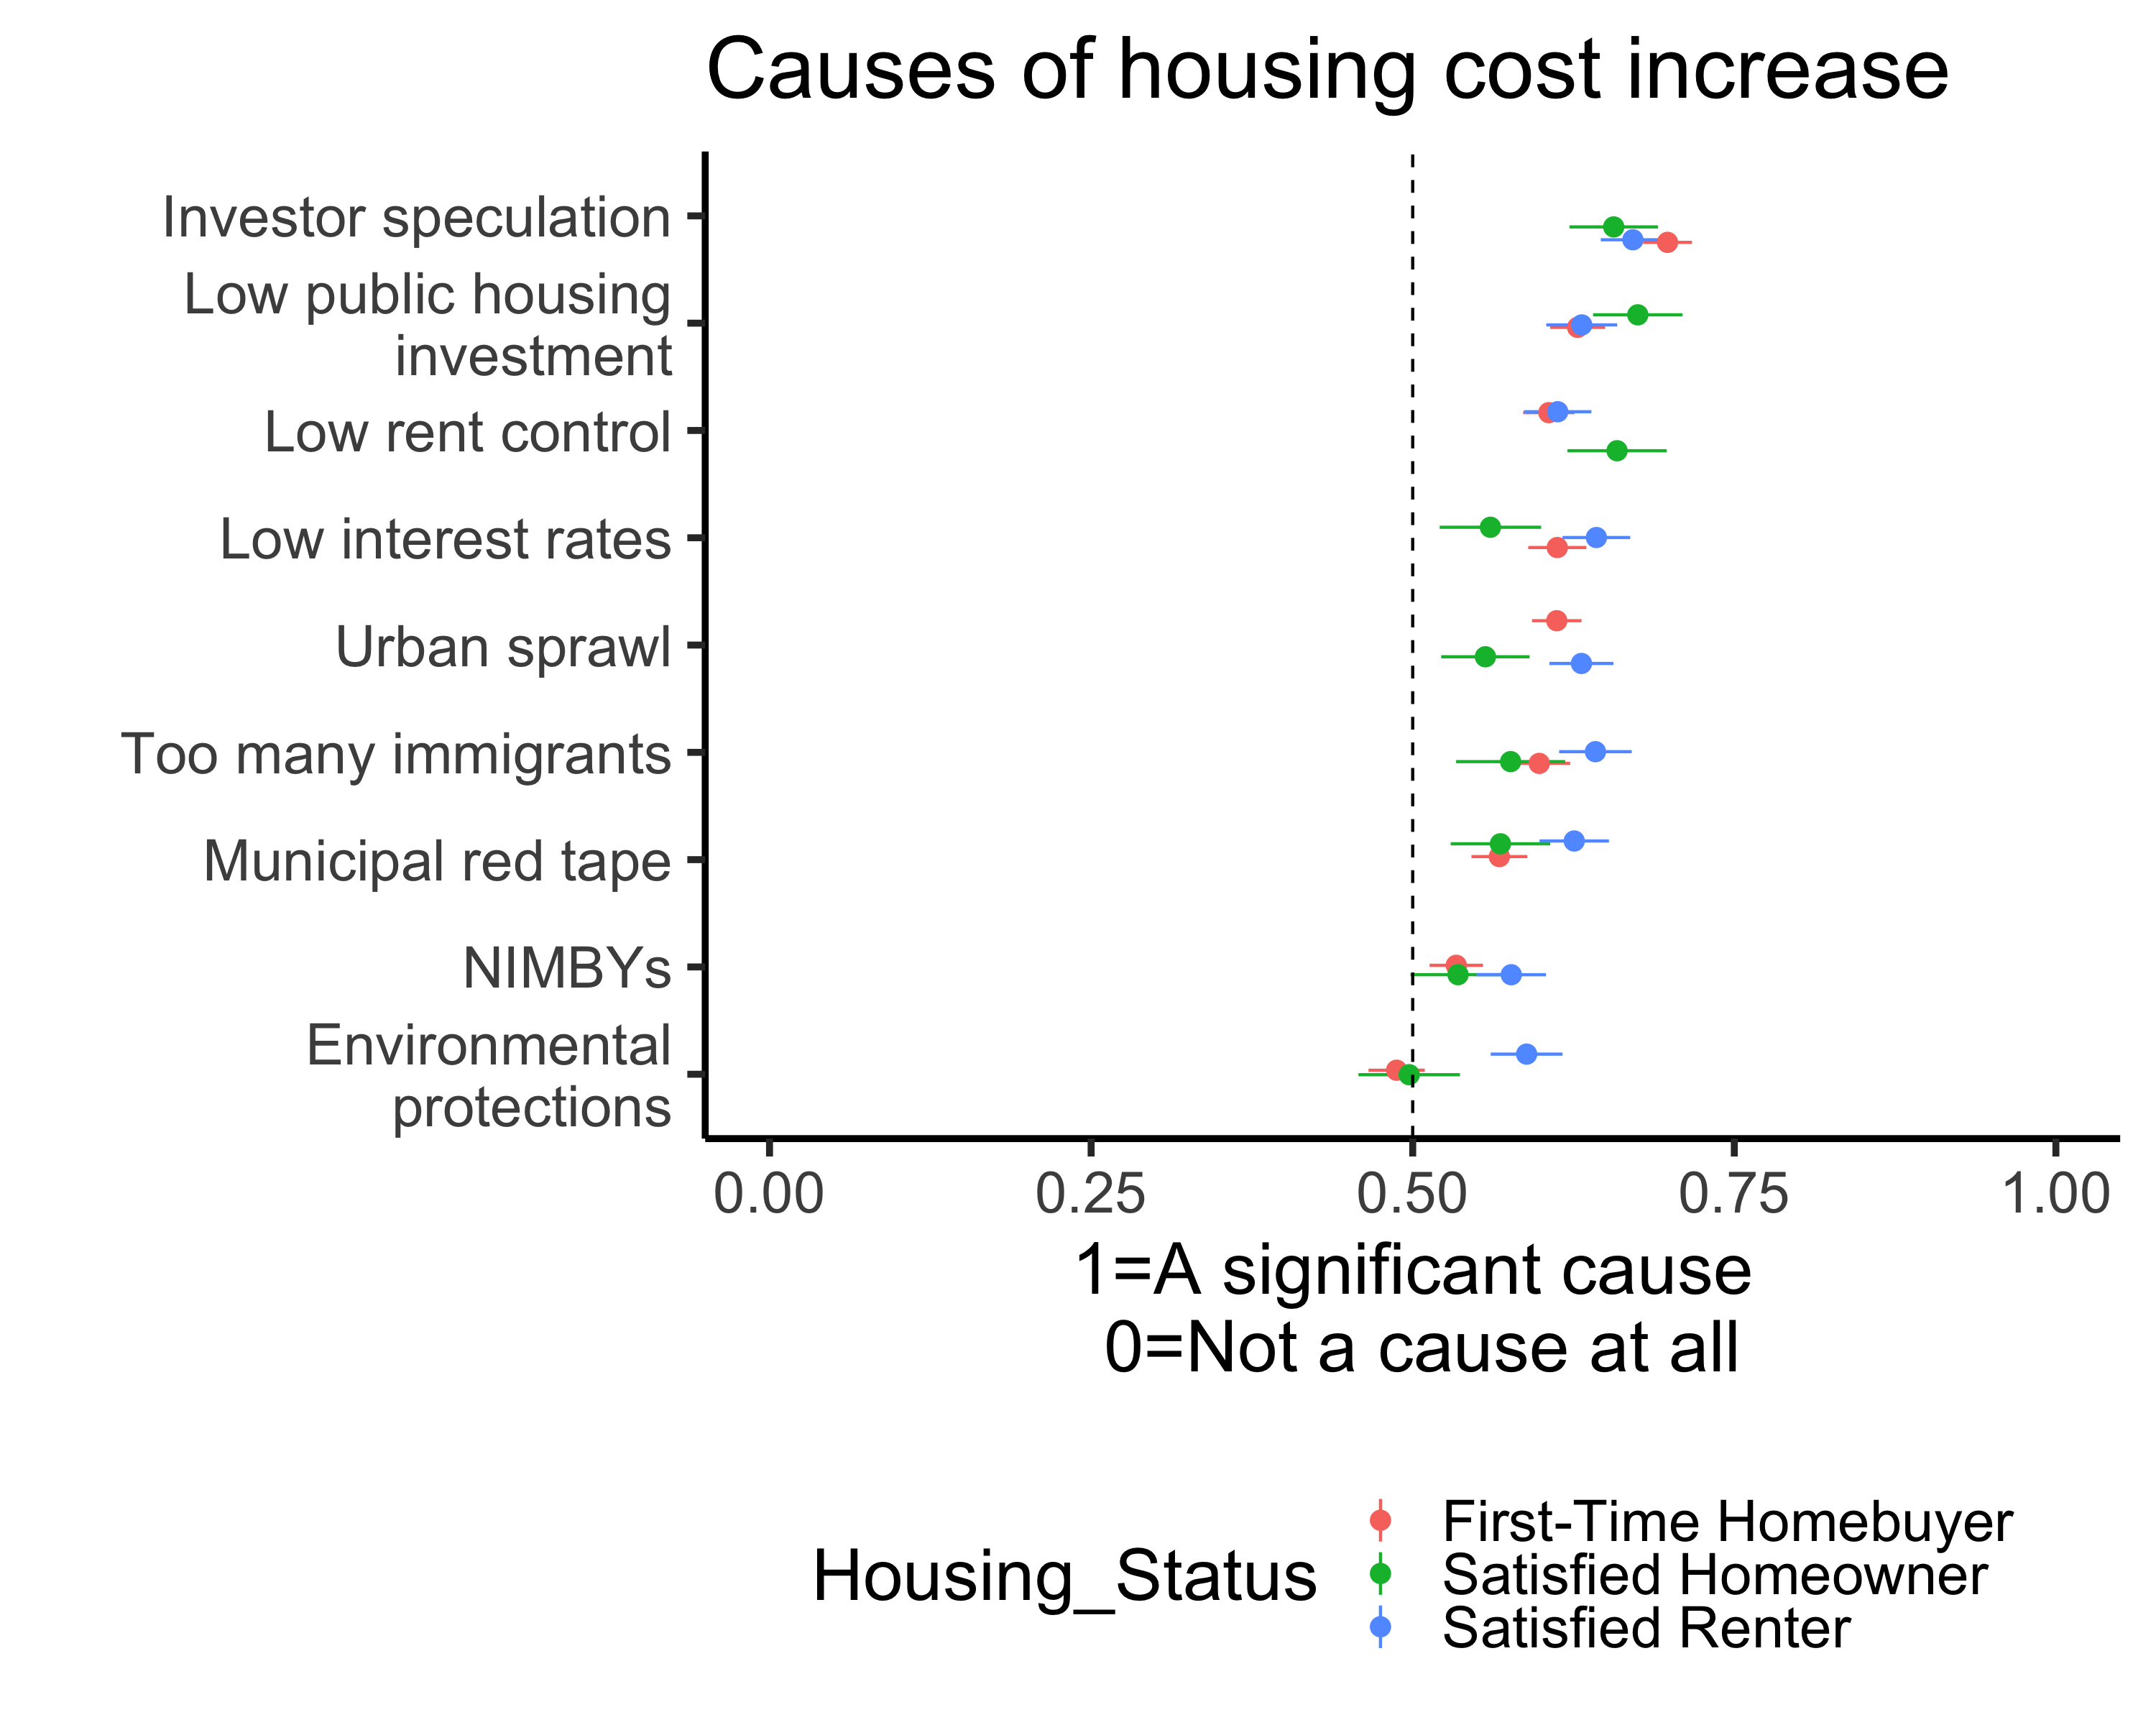 Causes of housing cost increase
Investor speculation
Low public housing
investment
Low rent control
Low interest rates
Urban sprawl
Too many immigrants
Municipal red tape
NIMBYs
Environmental
protections
0.00 0.25 0.50 0.75 1.00
1=A significant cause
0=Not a cause at all
Housing_Status
First-Time Homebuyer
Satisfied Homeowner
Satisfied Renter